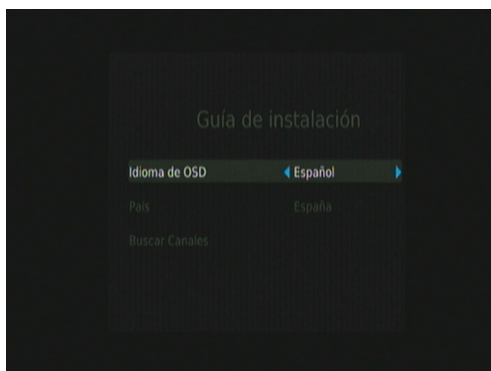 Guía de instalación
Idioma de OSD Español
País España
Buscar Canales